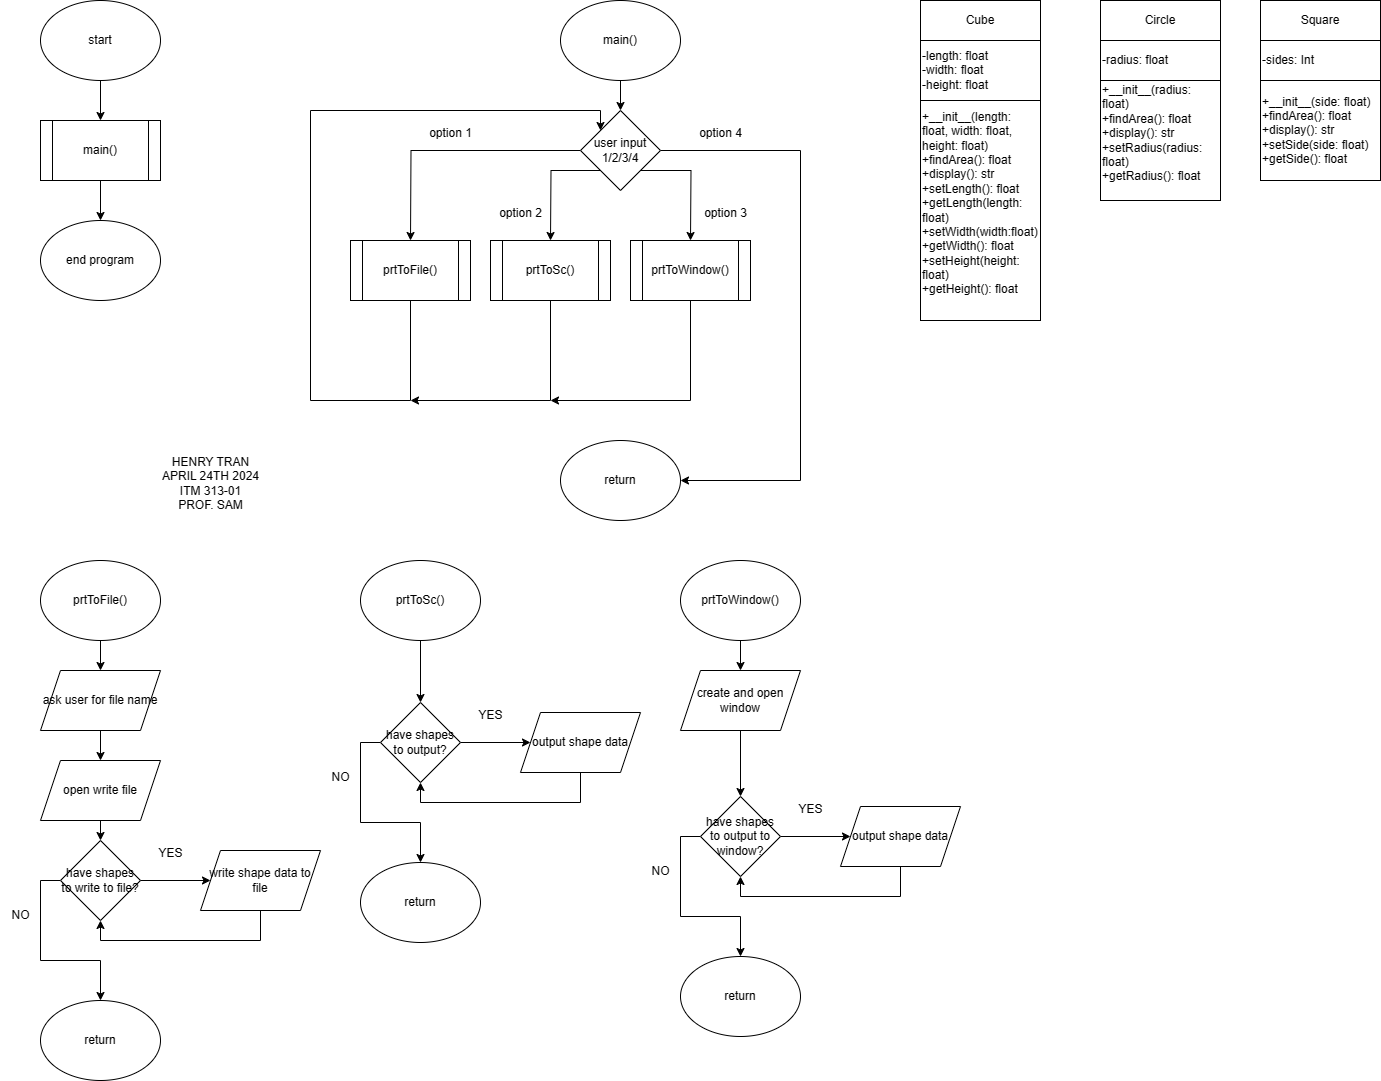 start
main()
end program
main()
user input
1/2/3/4
option 1
option 4
option 2
option 3
prtToFile()
prtToSc()
prtToWindow()
return
Cube
-length: float
-width: float
-height: float
+__init__(length:
float, width: float,
height: float)
+findArea(): float
+display(): str
+setLength(): float
+getLength(length:
float)
+setWidth(width:float)
+getWidth(): float
+setHeight(height:
float)
+getHeight(): float
Circle
-radius: float
+__init__(radius:
float)
+findArea(): float
+display(): str
+setRadius(radius:
float)
+getRadius(): float
Square
-sides: Int
+__init__(side: float)
+findArea(): float
+display(): str
+setSide(side: float)
+getSide(): float
HENRY TRAN
APRIL 24TH 2024
ITM 313-01
PROF. SAM
prtToFile()
ask user for file name
open write file
have shapes
to write to file?
YES
write shape data to
file
NO
return
prtToSc()
have shapes
to output?
YES
output shape data
NO
return
prtToWindow()
create and open
window
have shapes
to output to
window?
YES
output shape data
NO
return